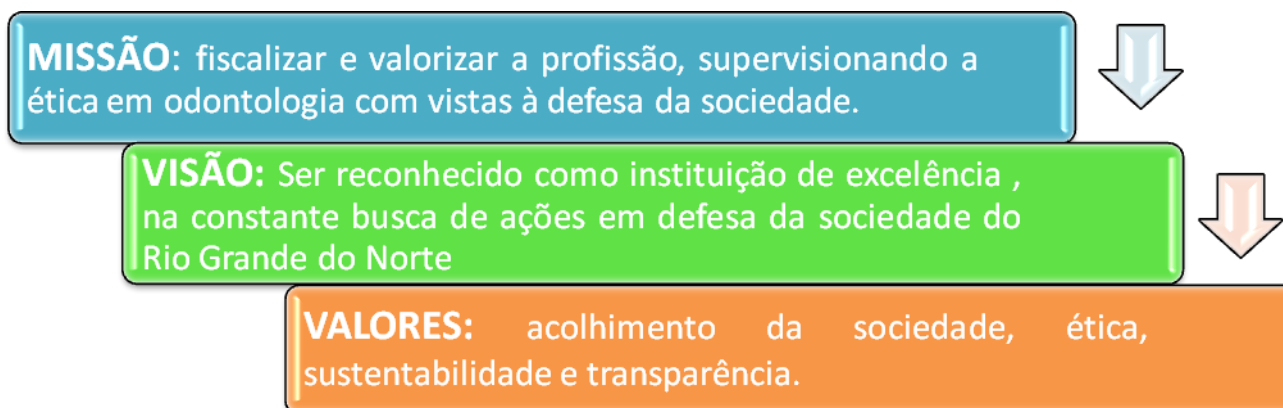 MISSÃO: fiscalizar e valorizar a profissão, supervisionando a
ética em odontologia com vistas à defesa da sociedade.
VISÃO: Ser reconhecido como instituição de excelência ,
na constante busca de ações em defesa da sociedade do
Rio Grande do Norte
VALORES: acolhimento da sociedade, ética,
sustentabilidade e transparência.